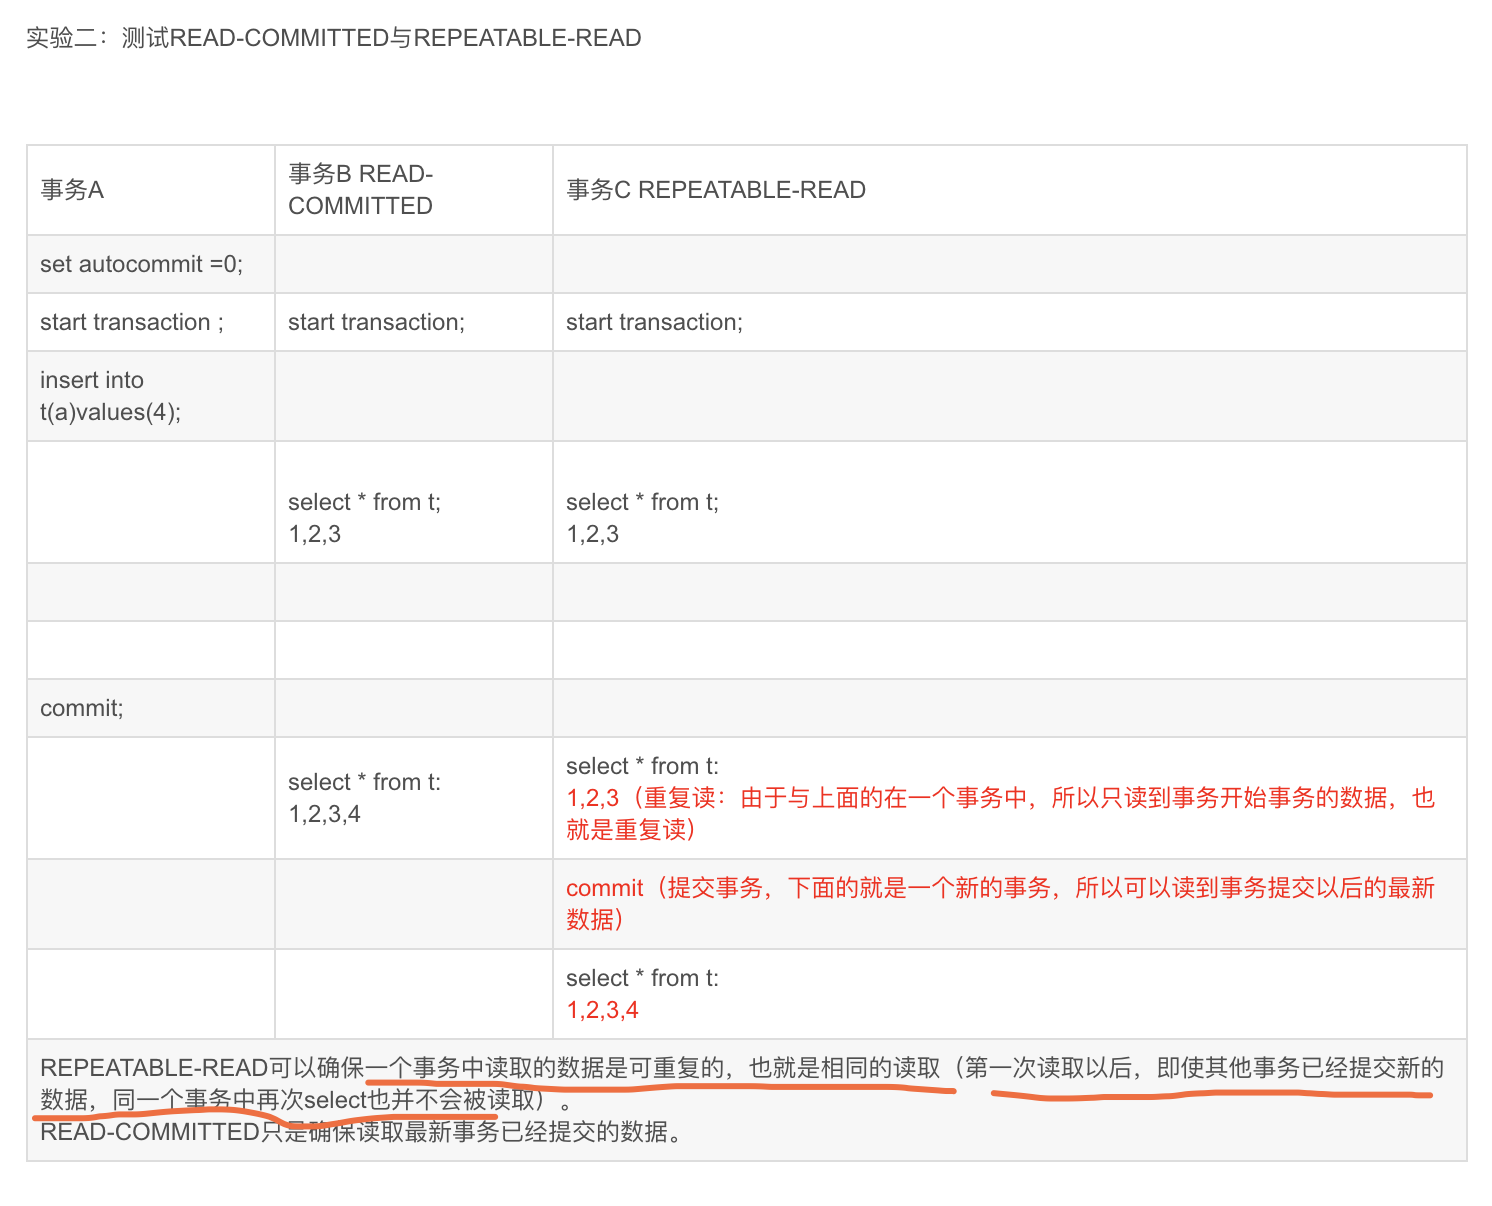 实验二：测试READ-COMMITTED与REPEATABLE-READ
事务A
事务B READ-
COMMITTED
事务C REPEATABLE-READ
set autocommit =0;
start transaction ;
start transaction;
start transaction;
insert into
t(a)values(4);
select * from t;
1,2,3
select * from t;
1,2,3
commit;
select * from t:
1,2,3,4
select * from t:
1,2,3（重复读：由于与上面的在一个事务中，所以只读到事务开始事务的数据，也
就是重复读）
commit（提交事务，下面的就是一个新的事务，所以可以读到事务提交以后的最新
数据）
select * from t:
1,2,3,4
REPEATABLE-READ可以确保一个事务中读取的数据是可重复的，也就是相同的读取（第一次读取以后，即使其他事务已经提交新的
数据，同一个事务中再次select也并不会被读取）。
READ-COMMITTED只是确保读取最新事务已经提交的数据。